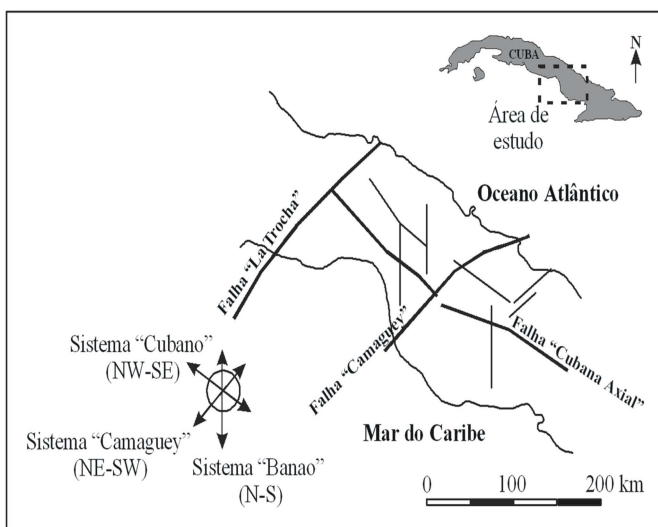 CUBA
N
Área de
estudo
Oceano Atlântico
Falha “La Trocha”
Falha “Camaguey”
Falha “Cubana Axial”
Sistema “Cubano”
(NW-SE)
Sistema “Camaguey”
(NE-SW)
Sistema “Banao”
(N-S)
Mar do Caribe
0 100 200 km